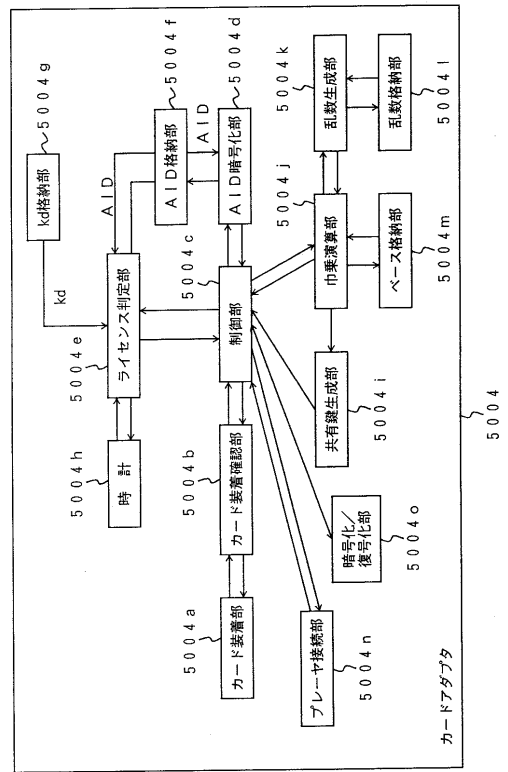 kd格納部
5004g
kd
AID
AID格納部
5004f
AID
AID暗号化部
5004d
時　計
5004h
ライセンス判定部
5004e
カード装着部
5004a
カード装着確認部
5004b
制御部
5004c
プレーヤ接続部
5004n
暗号化/
復号化部
5004o
共有鍵生成部
5004i
巾乗演算部
5004j
乱数生成部
5004k
ベース格納部
5004m
乱数格納部
5004l
カードアダプタ
5004